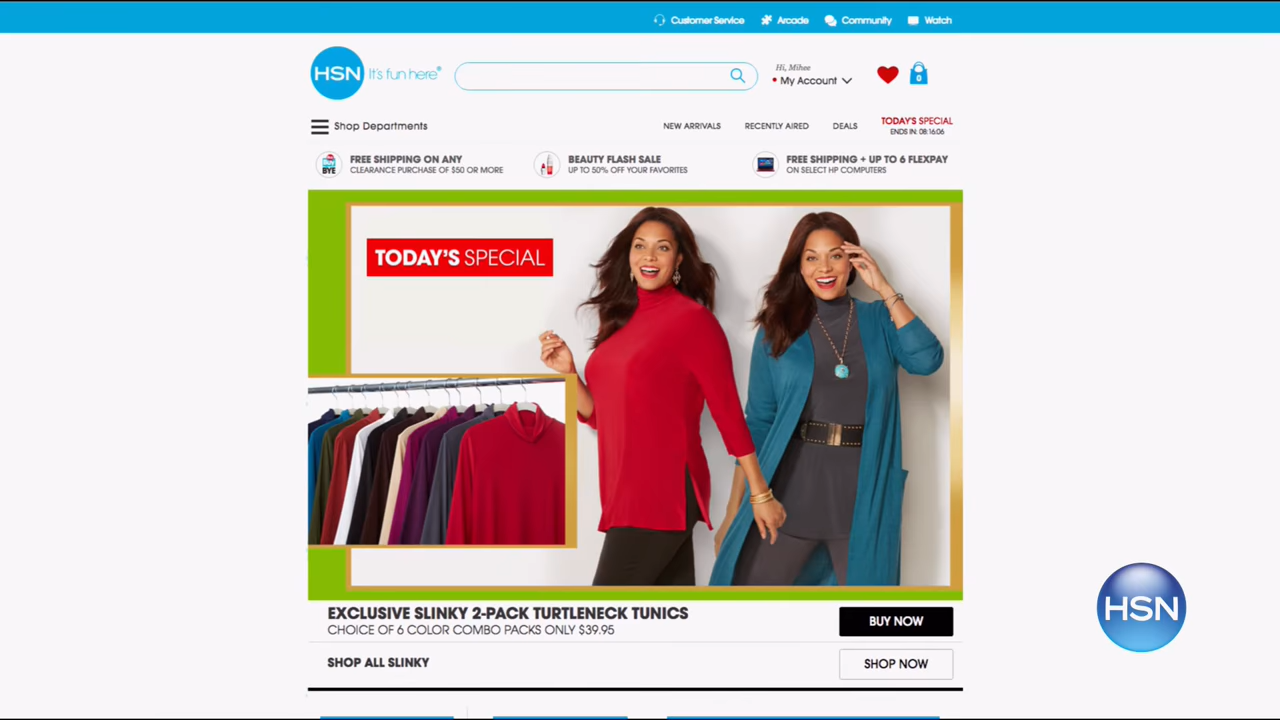 Customer Service Arcade Community Watch
HSN It's fun here®
Hi, Mihee
My Account
0
Shop Departments
NEW ARRIVALS RECENTLY AIRED DEALS
TODAY'S SPECIAL
ENDS IN: 08:16:06
BYE
FREE SHIPPING ON ANY
CLEARANCE PURCHASE OF $50 OR MORE
BEAUTY FLASH SALE
UP TO 50% OFF YOUR FAVORITES
FREE SHIPPING + UP TO 6 FLEXPAY
ON SELECT HP COMPUTERS
TODAY'S SPECIAL
EXCLUSIVE SLINKY 2-PACK TURTLENECK TUNICS
CHOICE OF 6 COLOR COMBO PACKS ONLY $39.95
BUY NOW
SHOP ALL SLINKY
SHOP NOW
HSN